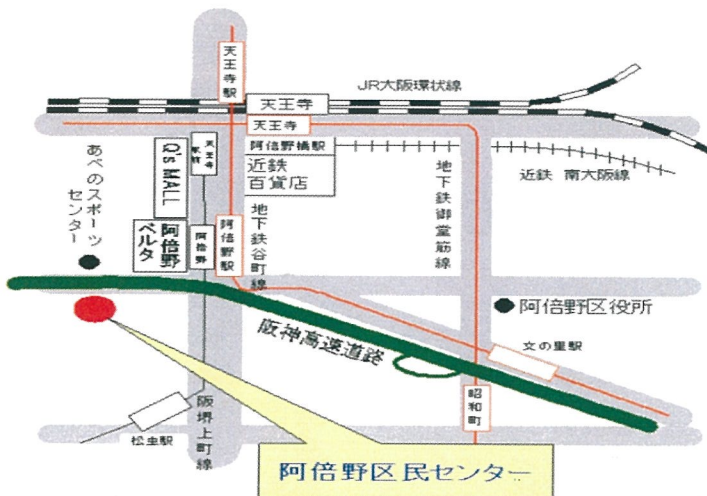 天王寺駅
JR大阪環状線
天王寺
天王寺
天王寺
駅前
阿倍野橋駅
近鉄
百貨店
近鉄 南大阪線
あべのスポーツ
センター
Q's MALL
阿倍野
ベルタ
阿倍野
阿倍野駅
地下鉄谷町線
地下鉄御堂筋線
阿倍野区役所
阪神高速道路
文の里駅
昭和町
阪堺上町線
松虫駅
阿倍野区民センター